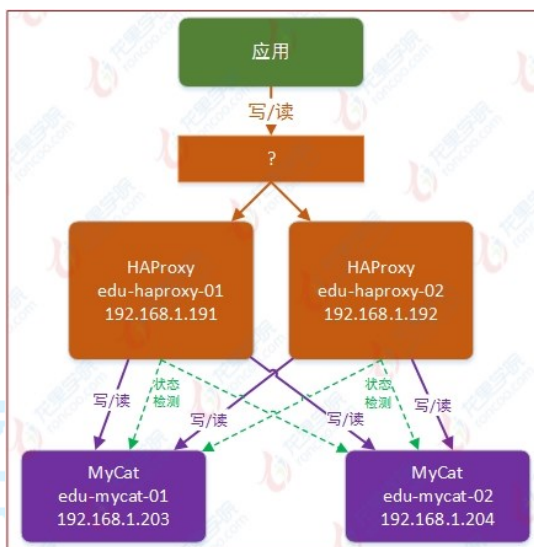 应用
写/读
?
HAProxy
edu-haproxy-01
192.168.1.191
HAProxy
edu-haproxy-02
192.168.1.192
写/读
状态
检测
写/读
写/读
状态
检测
写/读
MyCat
edu-mycat-01
192.168.1.203
MyCat
edu-mycat-02
192.168.1.204